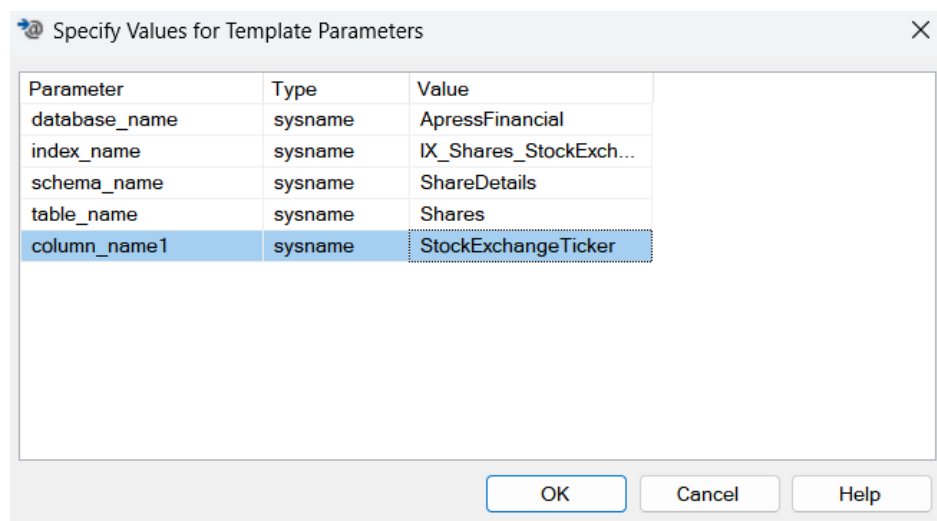 Specify Values for Template Parameters
Parameter Type Value
database_name sysname ApressFinancial
index_name sysname IX_Shares_StockExch...
schema_name sysname ShareDetails
table_name sysname Shares
column_name1 sysname StockExchangeTicker
OK Cancel Help